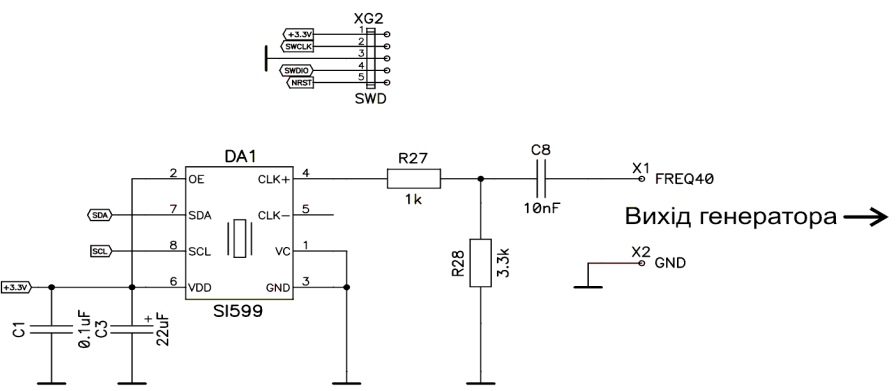 XG2
+3.3V 1
SWCLK 2
3
SWDIO 4
NRST 5
SWD
DA1
2 OE CLK+ 4
R27
1k
C8
10nF
X1
FREQ40
SDA 7 SDA CLK− 5
Вихід генератора
SCL 8 SCL VC 1
R28
3.3k
X2
GND
+3.3V 6 VDD GND 3
SI599
C1
0.1uF
C3
+
22uF